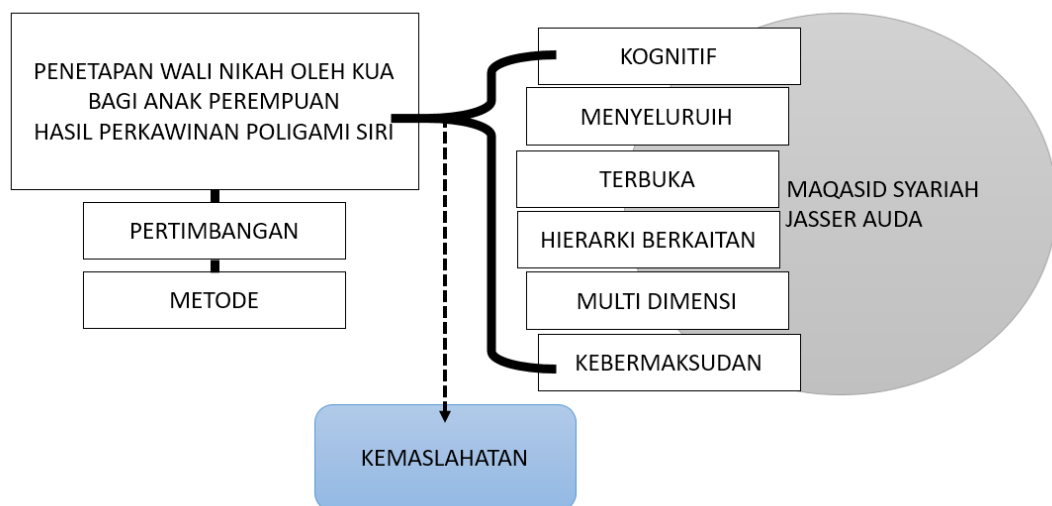 PENETAPAN WALI NIKAH OLEH KUA
BAGI ANAK PEREMPUAN
HASIL PERKAWINAN POLIGAMI SIRI
PERTIMBANGAN
METODE
KOGNITIF
MENYELURUIH
TERBUKA
HIERARKI BERKAITAN
MULTI DIMENSI
KEBERMAKSUDAN
MAQASID SYARIAH
JASSER AUDA
KEMASLAHATAN